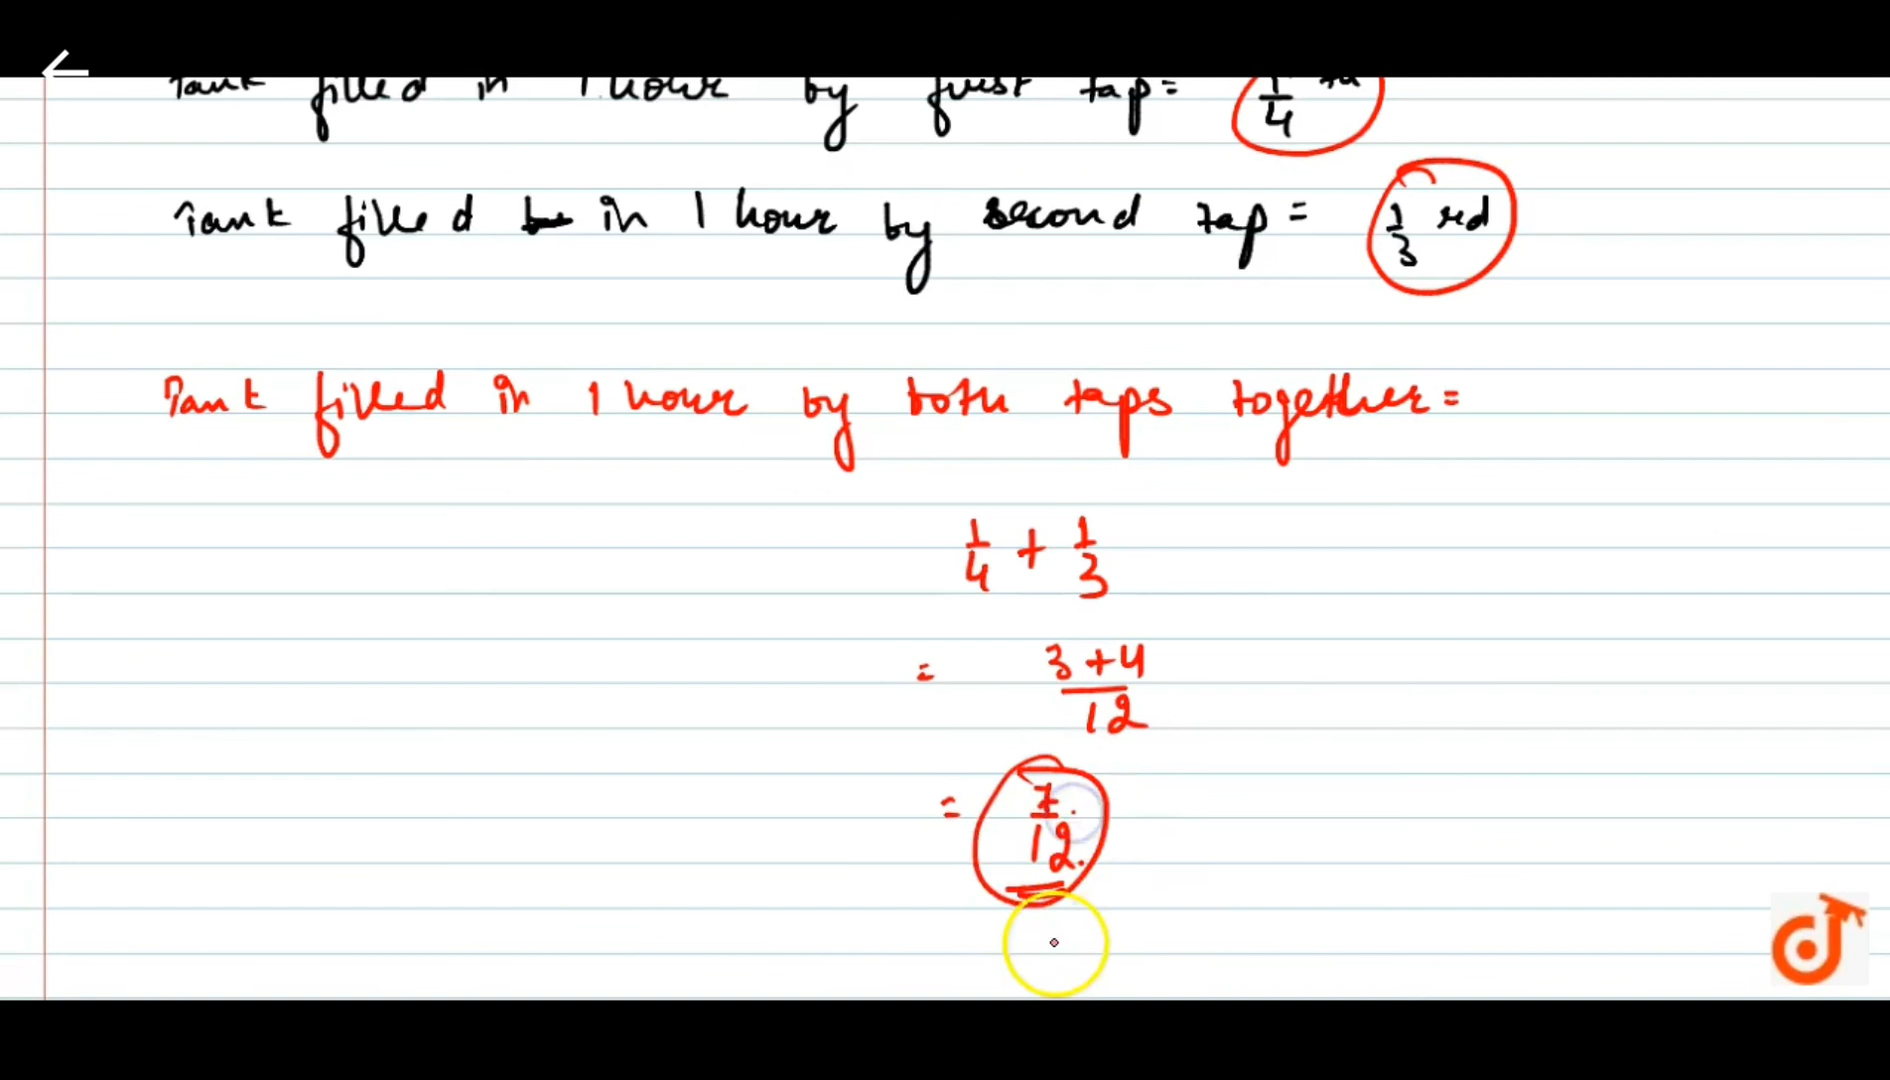 Tank filled in 1 hour by first tap = 1/4 th
Tank filled in 1 hour by second tap = 1/3 rd
Tank filled in 1 hour by both taps together =
1/4 + 1/3
= 3+4/12
= 7/12.